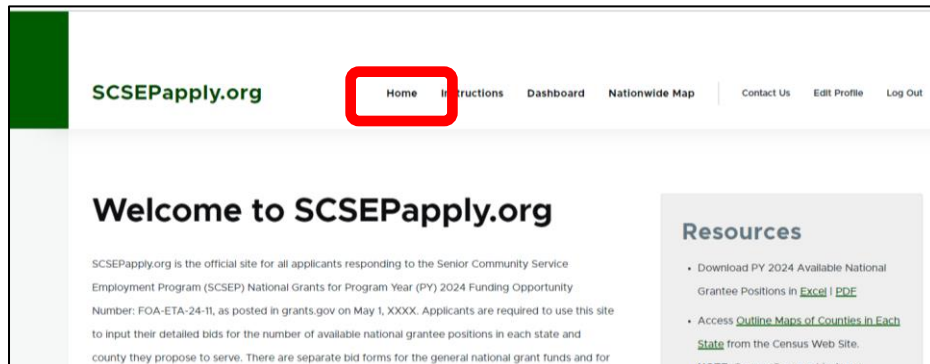 SCSEPapply.org
Home Instructions Dashboard Nationwide Map Contact Us Edit Profile Log Out
Welcome to SCSEPapply.org
SCSEPapply.org is the official site for all applicants responding to the Senior Community Service
Employment Program (SCSEP) National Grants for Program Year (PY) 2024 Funding Opportunity
Number: FOA-ETA-24-11, as posted in grants.gov on May 1, XXXX. Applicants are required to use this site
to input their detailed bids for the number of available national grantee positions in each state and
county they propose to serve. There are separate bid forms for the general national grant funds and for
Resources
• Download PY 2024 Available National
Grantee Positions in Excel | PDF
• Access Outline Maps of Counties in Each
State from the Census Web Site.